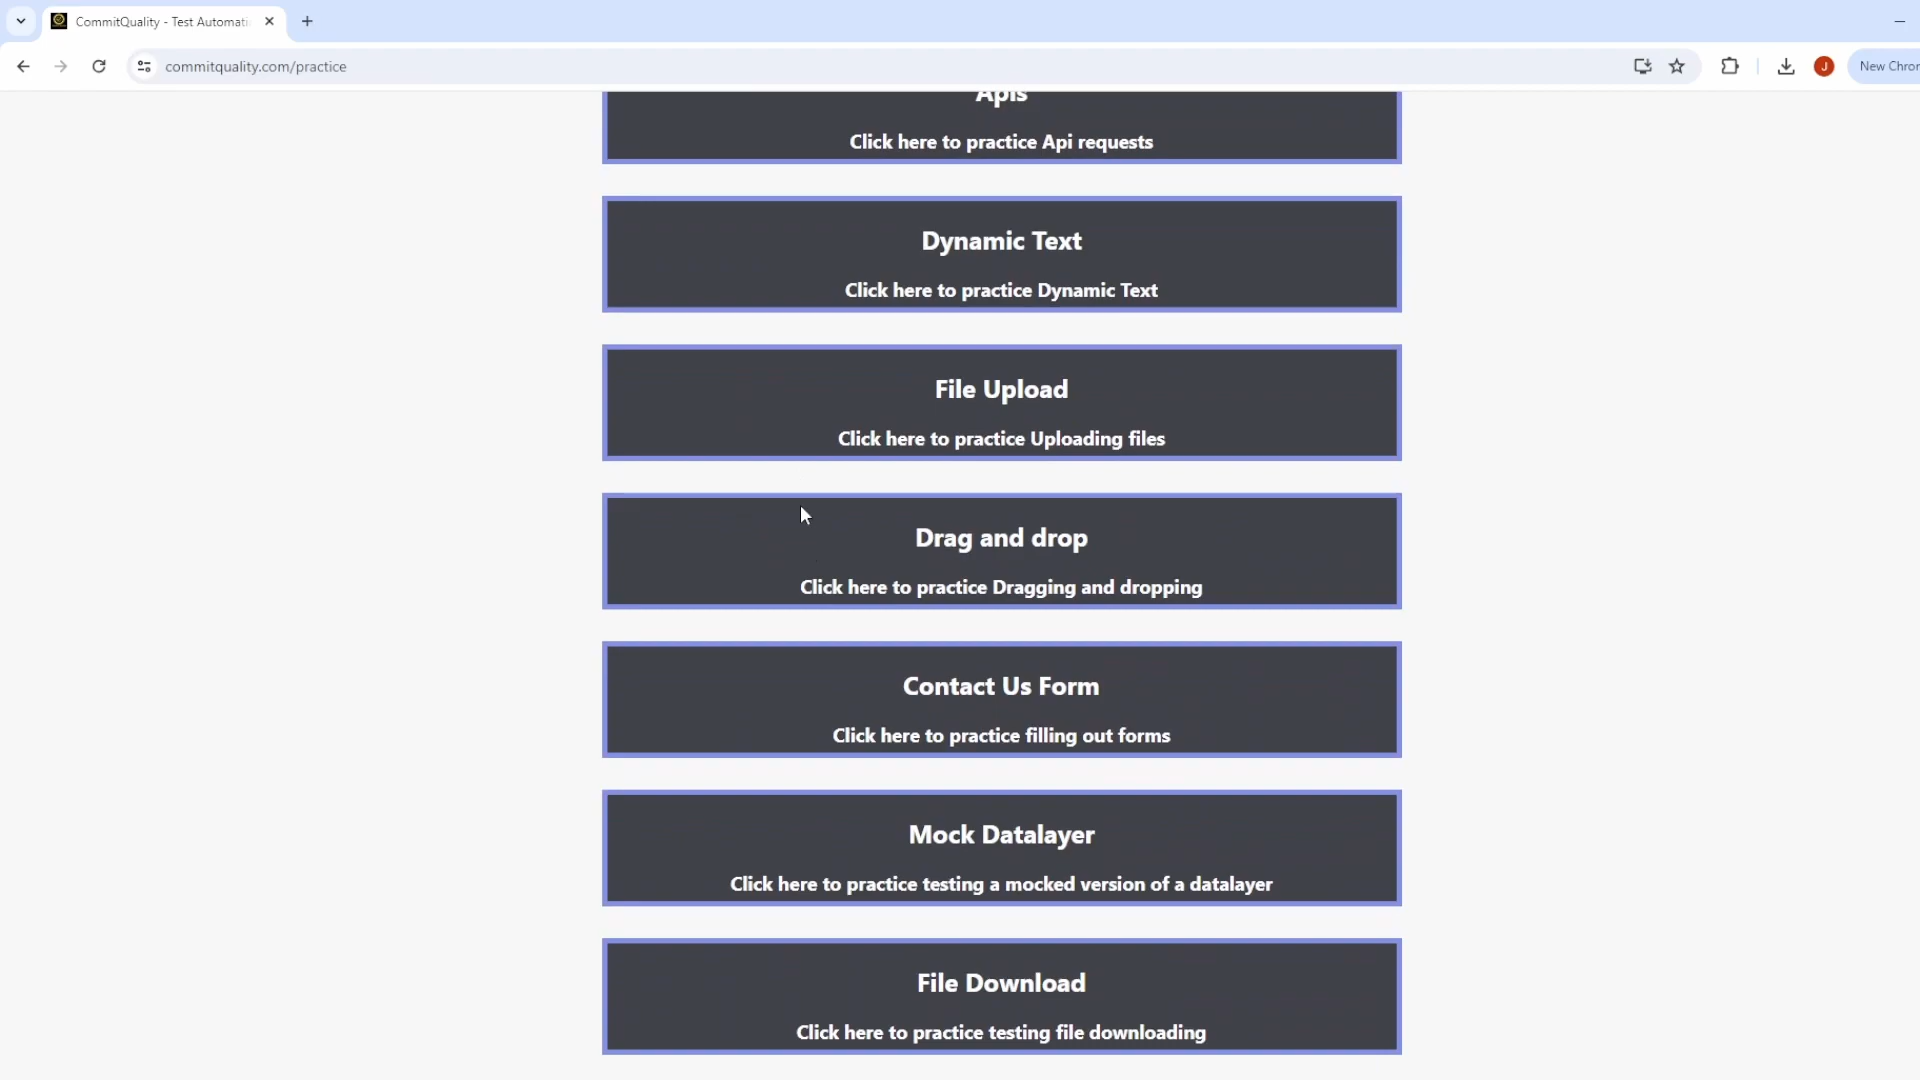 CommitQuality - Test Automati
commitquality.com/practice
J
New Chror
Apis
Click here to practice Api requests
Dynamic Text
Click here to practice Dynamic Text
File Upload
Click here to practice Uploading files
Drag and drop
Click here to practice Dragging and dropping
Contact Us Form
Click here to practice filling out forms
Mock Datalayer
Click here to practice testing a mocked version of a datalayer
File Download
Click here to practice testing file downloading